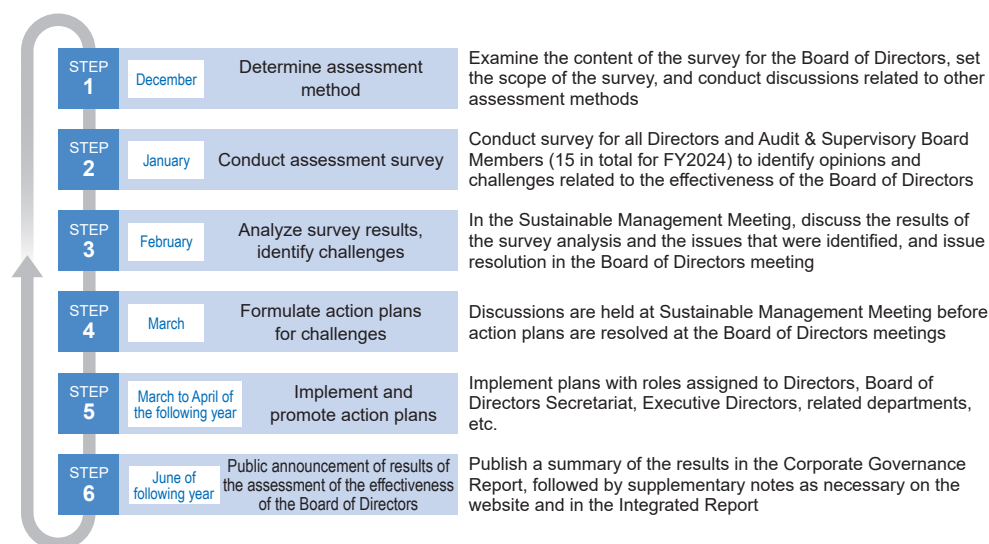 STEP
1
December
Determine assessment
method
Examine the content of the survey for the Board of Directors, set
the scope of the survey, and conduct discussions related to other
assessment methods
STEP
2
January
Conduct assessment survey
Conduct survey for all Directors and Audit & Supervisory Board
Members (15 in total for FY2024) to identify opinions and
challenges related to the effectiveness of the Board of Directors
STEP
3
February
Analyze survey results,
identify challenges
In the Sustainable Management Meeting, discuss the results of
the survey analysis and the issues that were identified, and issue
resolution in the Board of Directors meeting
STEP
4
March
Formulate action plans
for challenges
Discussions are held at Sustainable Management Meeting before
action plans are resolved at the Board of Directors meetings
STEP
5
March to April of
the following year
Implement and
promote action plans
Implement plans with roles assigned to Directors, Board of
Directors Secretariat, Executive Directors, related departments,
etc.
STEP
6
June of
following year
Public announcement of results of
the assessment of the effectiveness
of the Board of Directors
Publish a summary of the results in the Corporate Governance
Report, followed by supplementary notes as necessary on the
website and in the Integrated Report